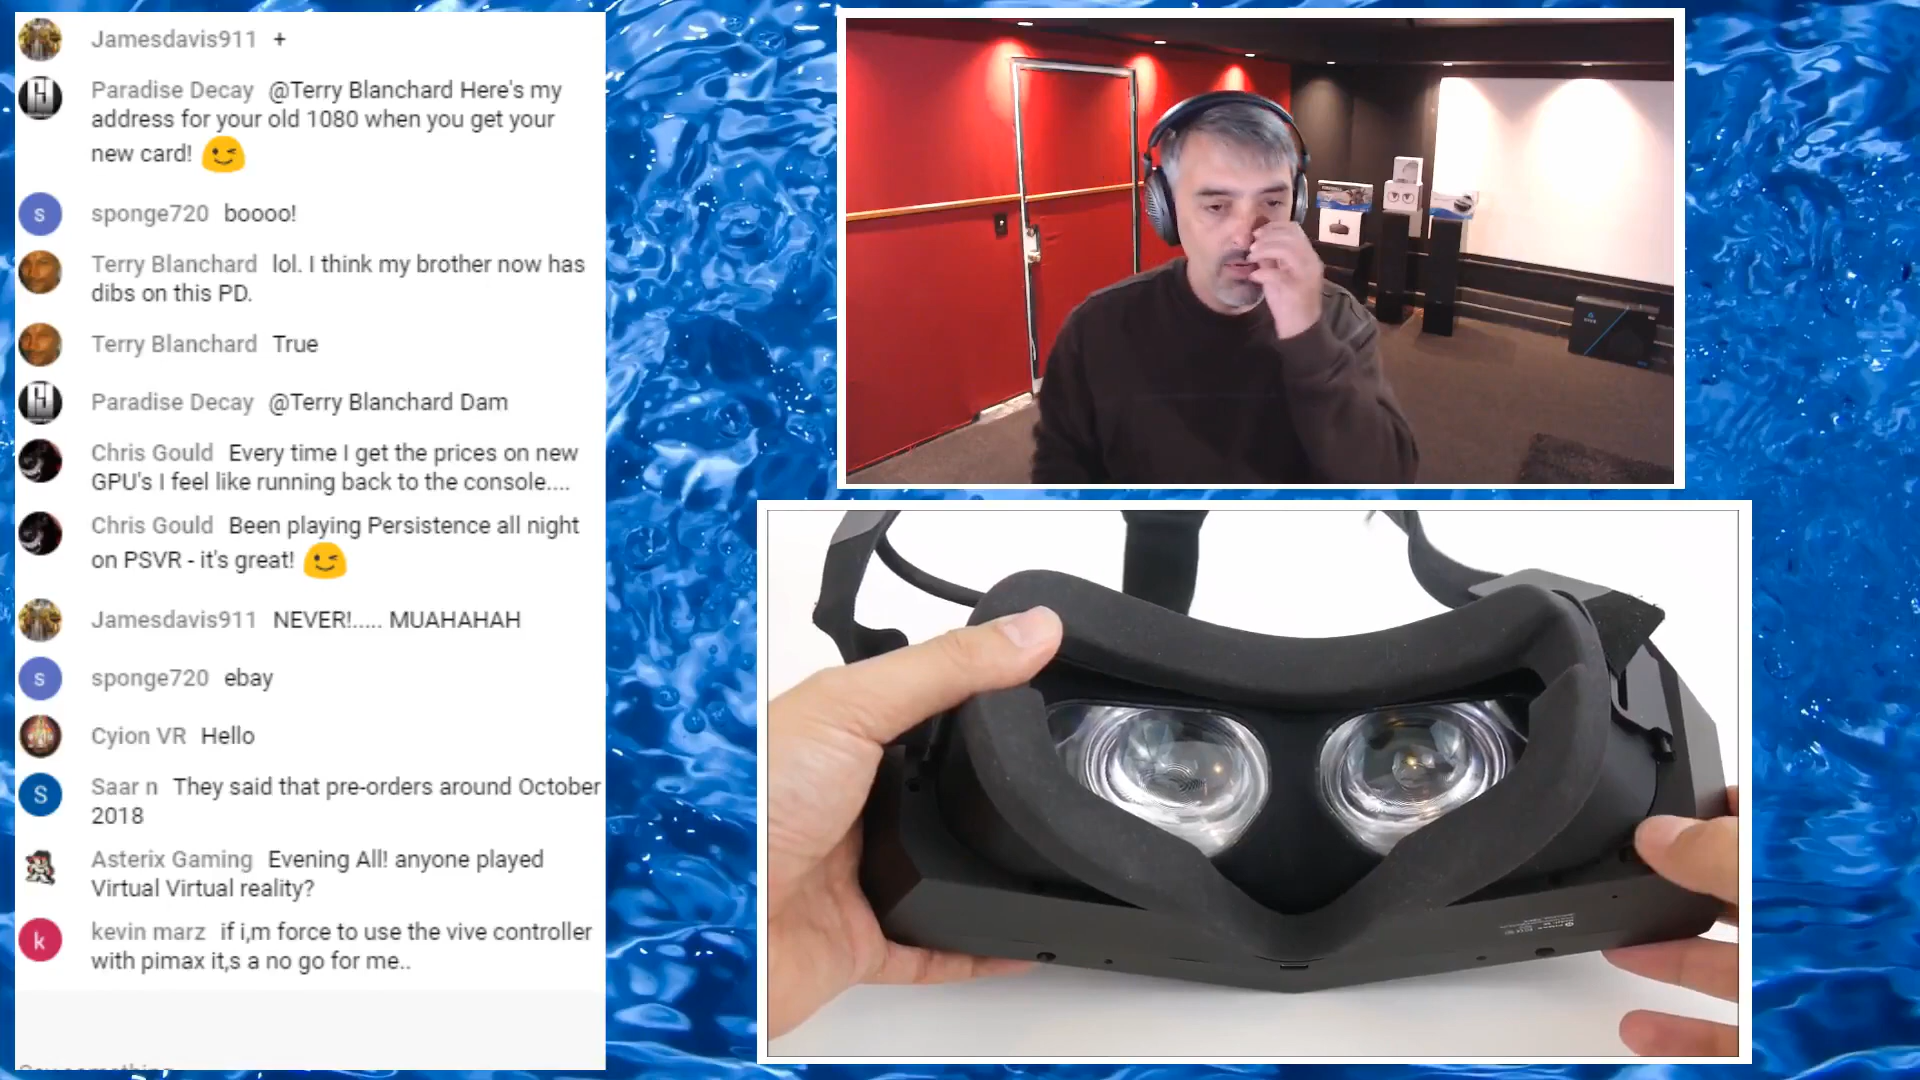 Jamesdavis911 +
Paradise Decay @Terry Blanchard Here's my
address for your old 1080 when you get your
new card!
s sponge720 boooo!
Terry Blanchard lol. I think my brother now has
dibs on this PD.
Terry Blanchard True
Paradise Decay @Terry Blanchard Dam
Chris Gould Every time I get the prices on new
GPU's I feel like running back to the console....
Chris Gould Been playing Persistence all night
on PSVR - it's great!
Jamesdavis911 NEVER!..... MUAHAHAH
s sponge720 ebay
Cyion VR Hello
S Saar n They said that pre-orders around October
2018
Asterix Gaming Evening All! anyone played
Virtual Virtual reality?
k kevin marz if i,m force to use the vive controller
with pimax it,s a no go for me..